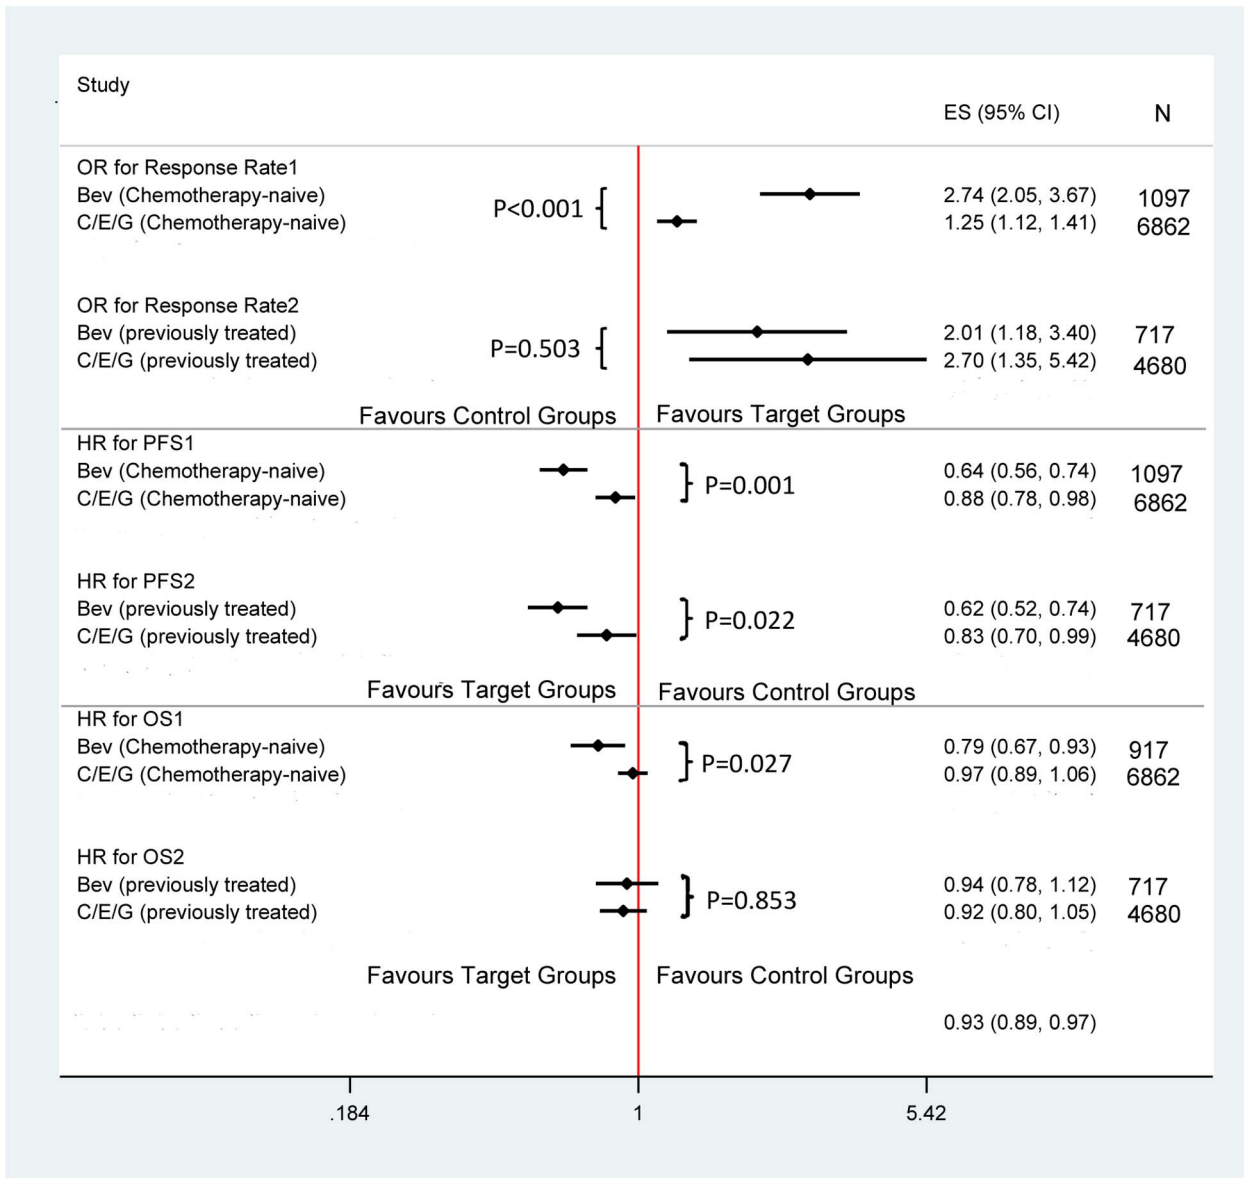 Study
ES (95% CI) N
OR for Response Rate1
Bev (Chemotherapy-naive) 2.74 (2.05, 3.67) 1097
P<0.001
C/E/G (Chemotherapy-naive) 1.25 (1.12, 1.41) 6862
OR for Response Rate2
Bev (previously treated) 2.01 (1.18, 3.40) 717
P=0.503
C/E/G (previously treated) 2.70 (1.35, 5.42) 4680
Favours Control Groups Favours Target Groups
HR for PFS1
Bev (Chemotherapy-naive) 0.64 (0.56, 0.74) 1097
P=0.001
C/E/G (Chemotherapy-naive) 0.88 (0.78, 0.98) 6862
HR for PFS2
Bev (previously treated) 0.62 (0.52, 0.74) 717
P=0.022
C/E/G (previously treated) 0.83 (0.70, 0.99) 4680
Favours Target Groups Favours Control Groups
HR for OS1
Bev (Chemotherapy-naive) 0.79 (0.67, 0.93) 917
P=0.027
C/E/G (Chemotherapy-naive) 0.97 (0.89, 1.06) 6862
HR for OS2
Bev (previously treated) 0.94 (0.78, 1.12) 717
P=0.853
C/E/G (previously treated) 0.92 (0.80, 1.05) 4680
Favours Target Groups Favours Control Groups
0.93 (0.89, 0.97)
.184 1 5.42